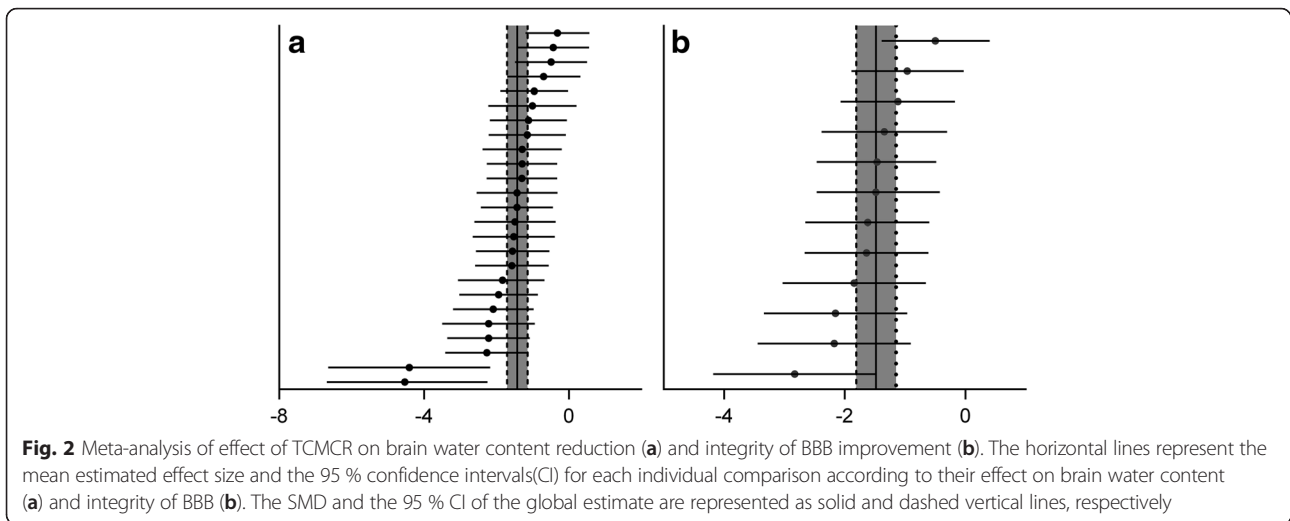 a
b
-8
-4
0
-4
-2
0
Fig. 2 Meta-analysis of effect of TCMCR on brain water content reduction (a) and integrity of BBB improvement (b). The horizontal lines represent the
mean estimated effect size and the 95 % confidence intervals(CI) for each individual comparison according to their effect on brain water content
(a) and integrity of BBB (b). The SMD and the 95 % CI of the global estimate are represented as solid and dashed vertical lines, respectively